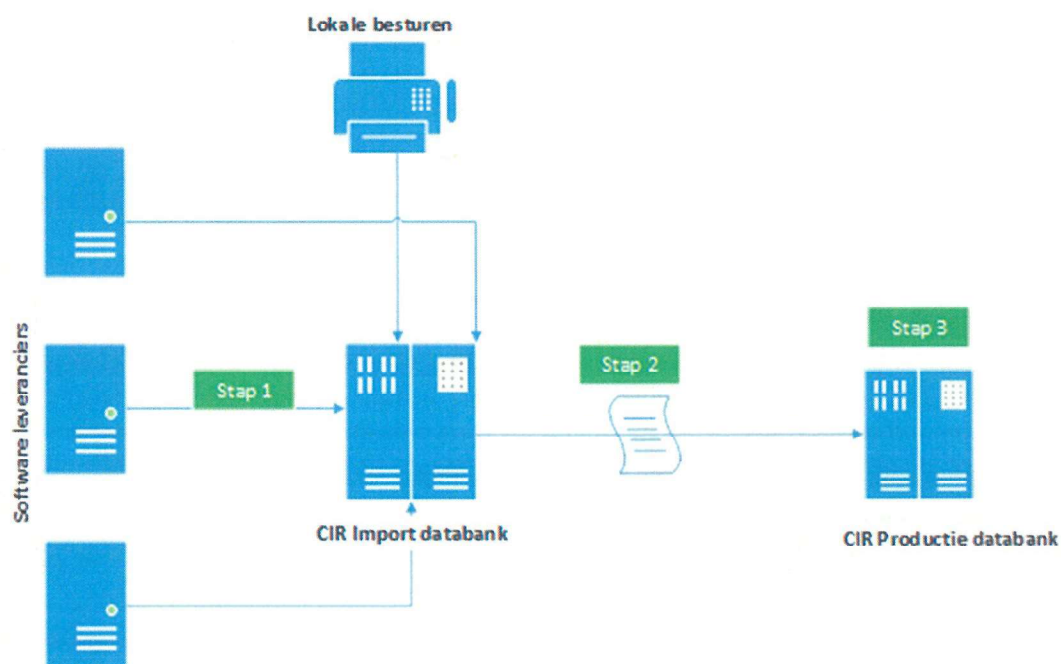 Lokale besturen
Software leveranciers
Stap 1
Stap 2
Stap 3
CIR Import databank
CIR Productie databank